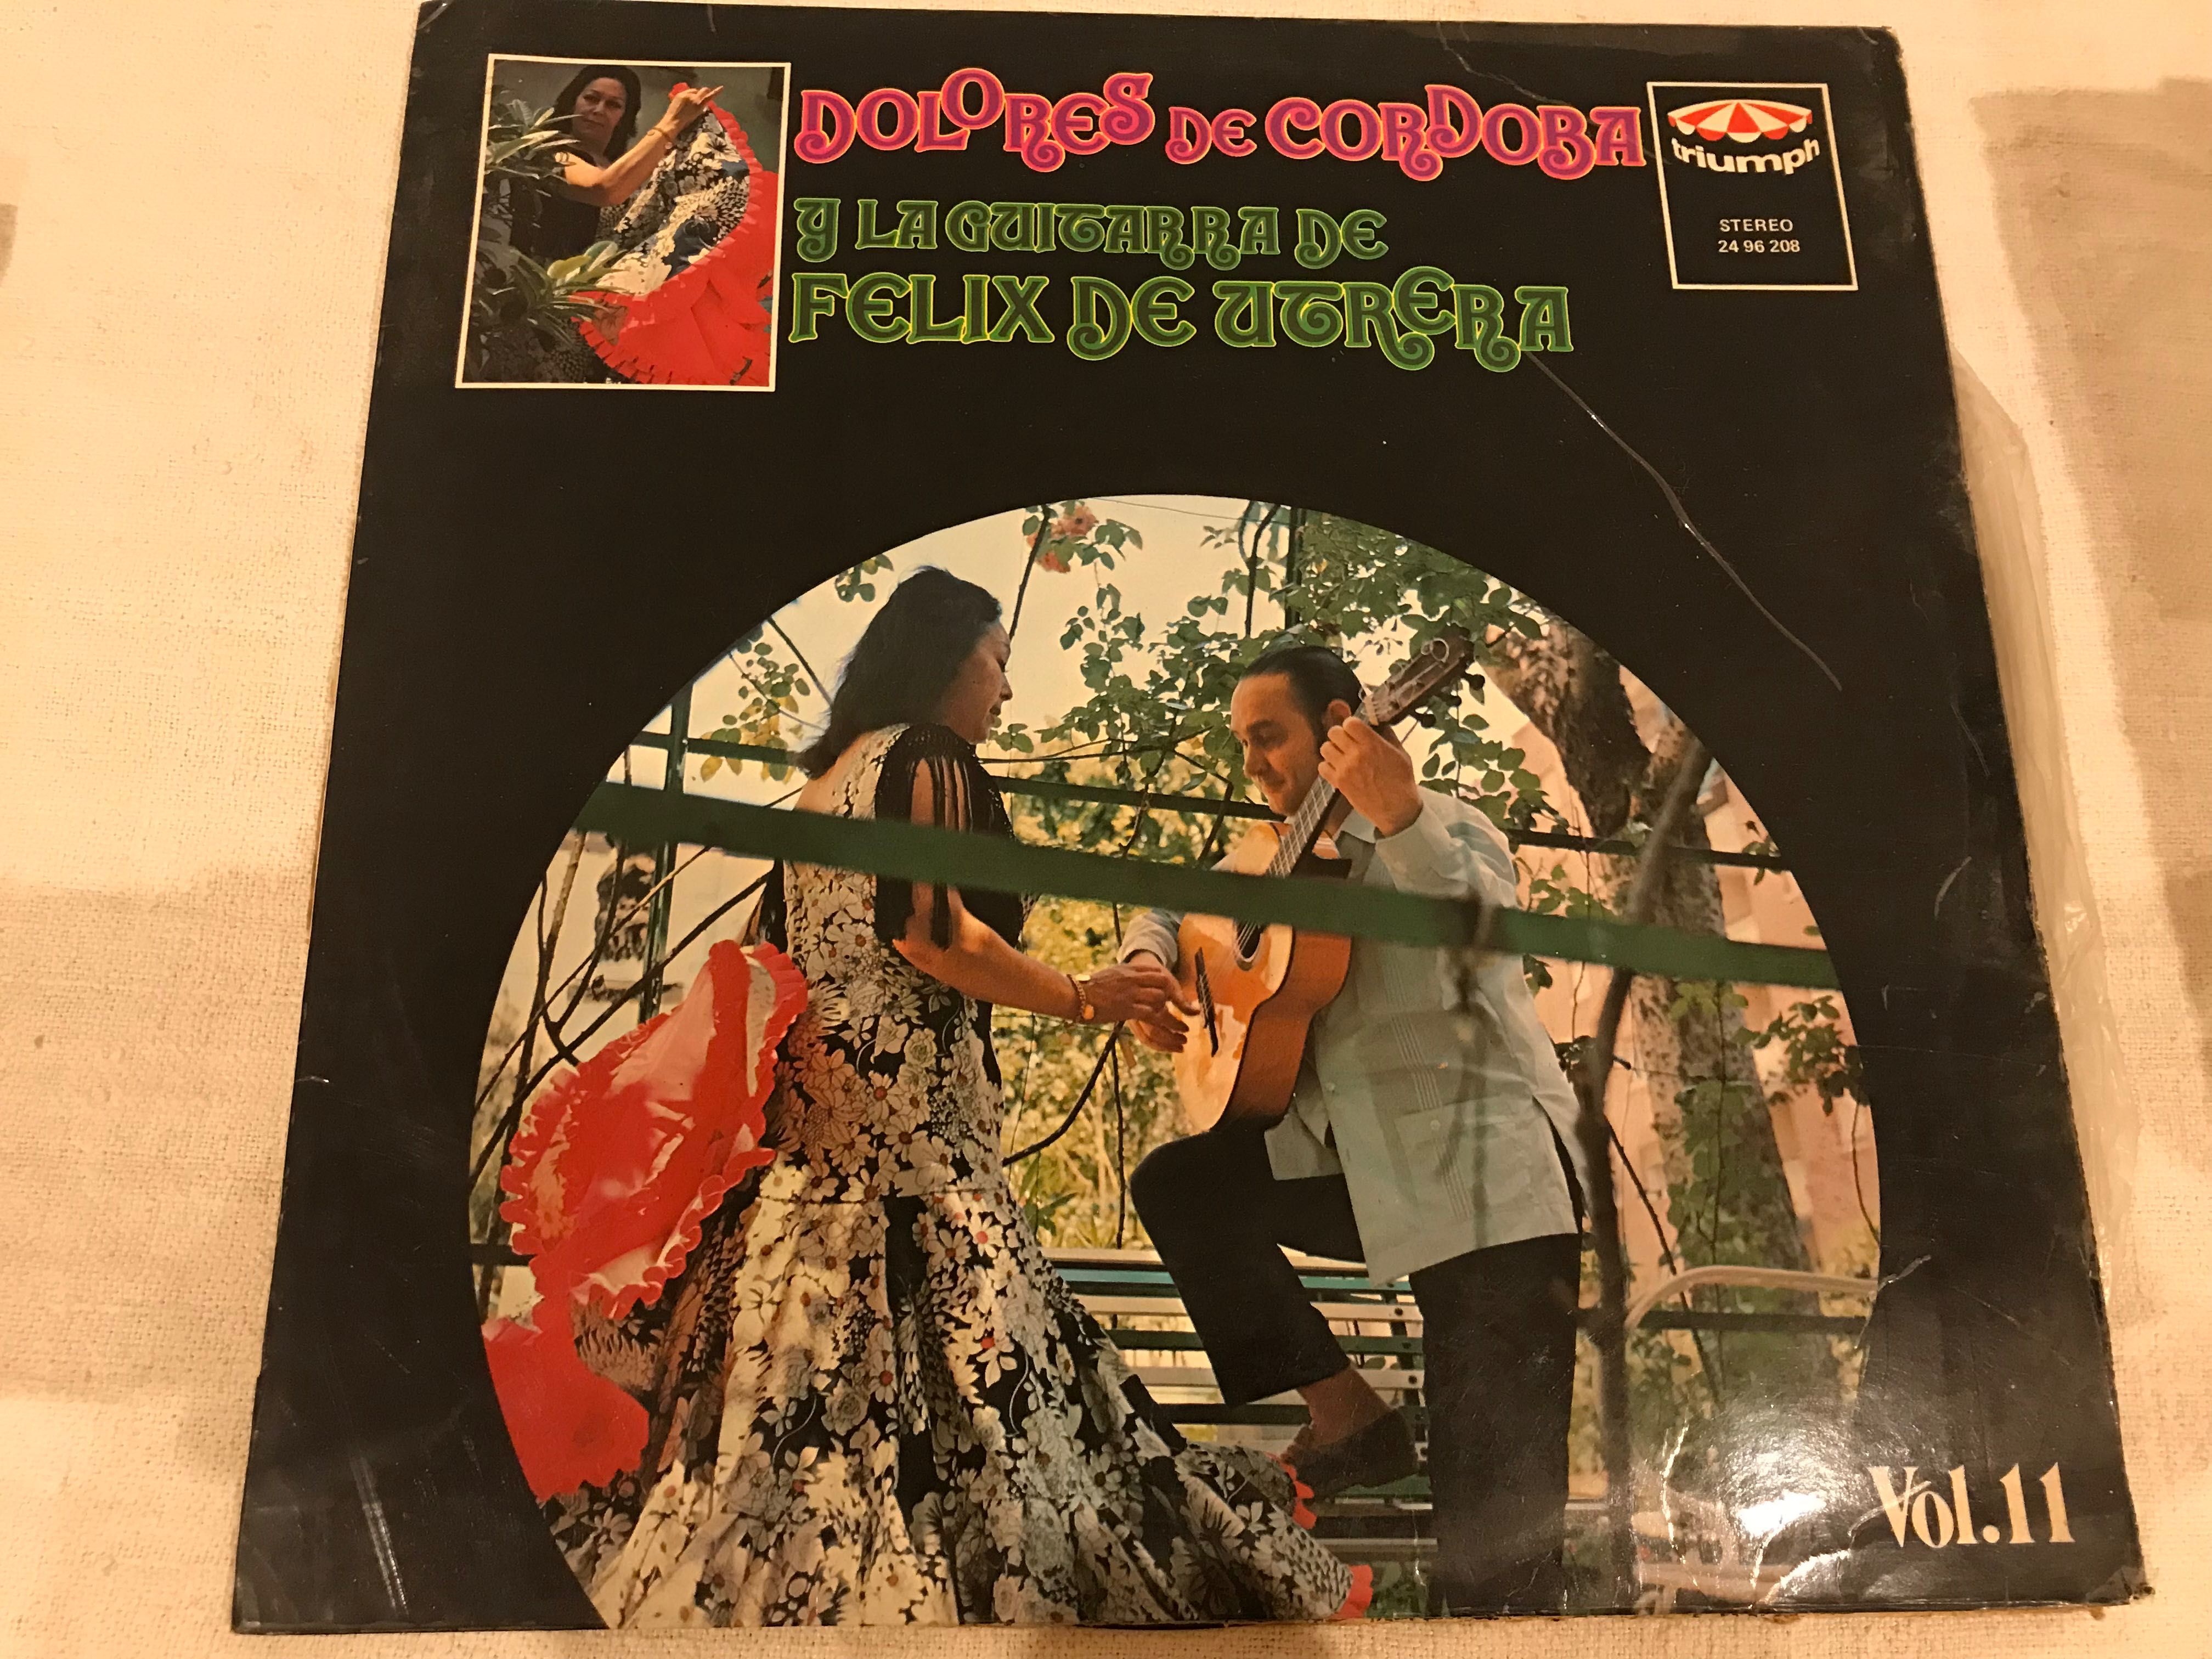 DOLORES DE CORDOBA
Y LA GUITARRA DE
FELIX DE UTRERA
triumph
STEREO
24 96 208
Vol.11